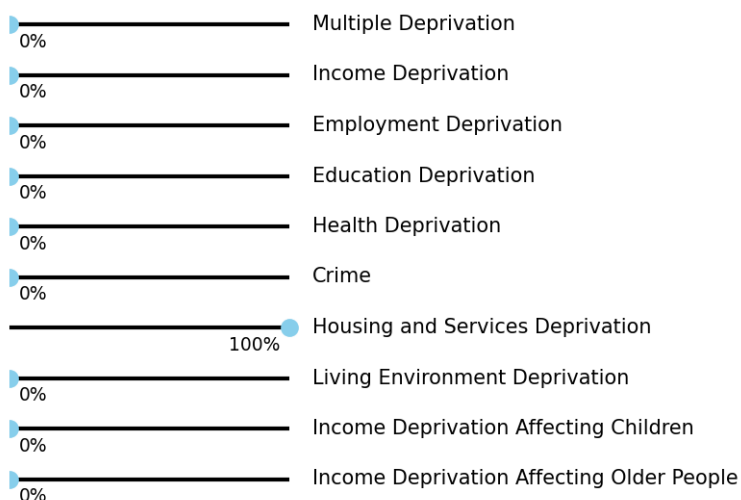 Multiple Deprivation
0%
Income Deprivation
0%
Employment Deprivation
0%
Education Deprivation
0%
Health Deprivation
0%
Crime
0%
Housing and Services Deprivation
100%
Living Environment Deprivation
0%
Income Deprivation Affecting Children
0%
Income Deprivation Affecting Older People
0%